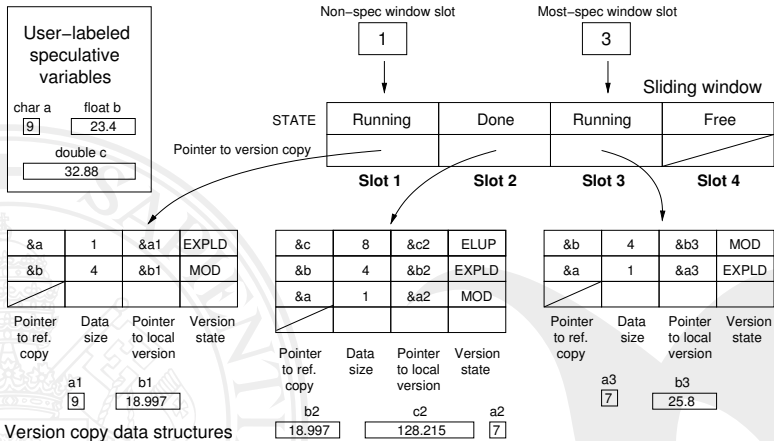 Non-spec window slot
Most-spec window slot
1
3
User-labeled
speculative
variables
char a
float b
9
23.4
double c
32.88
Sliding window
STATE
Running
Done
Running
Free
Pointer to version copy
Slot 1
Slot 2
Slot 3
Slot 4
&a 1 &a1 EXPLD
&b 4 &b1 MOD
Pointer to ref. copy
Data size
Pointer to local version
Version state
a1
b1
9
18.997
&c 8 &c2 ELUP
&b 4 &b2 EXPLD
&a 1 &a2 MOD
Pointer to ref. copy
Data size
Pointer to local version
Version state
b2
c2
a2
18.997
128.215
7
&b 4 &b3 MOD
&a 1 &a3 EXPLD
Pointer to ref. copy
Data size
Pointer to local version
Version state
a3
b3
7
25.8
Version copy data structures
SAPIENTI